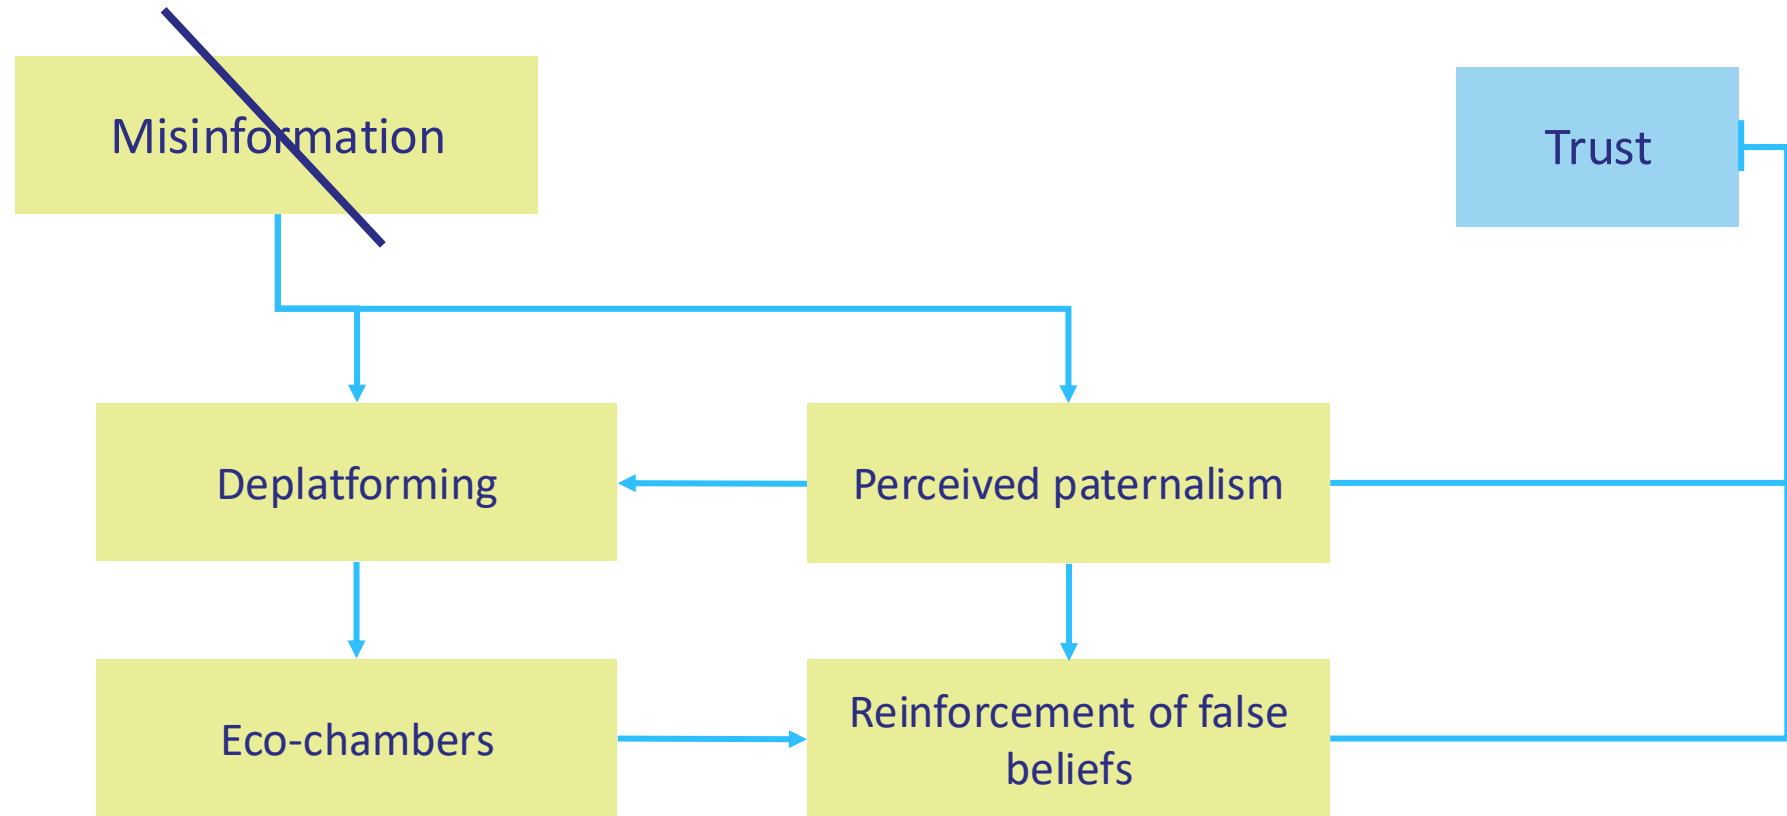 Misinformation
Trust
Deplatforming
Perceived paternalism
Eco-chambers
Reinforcement of false
beliefs